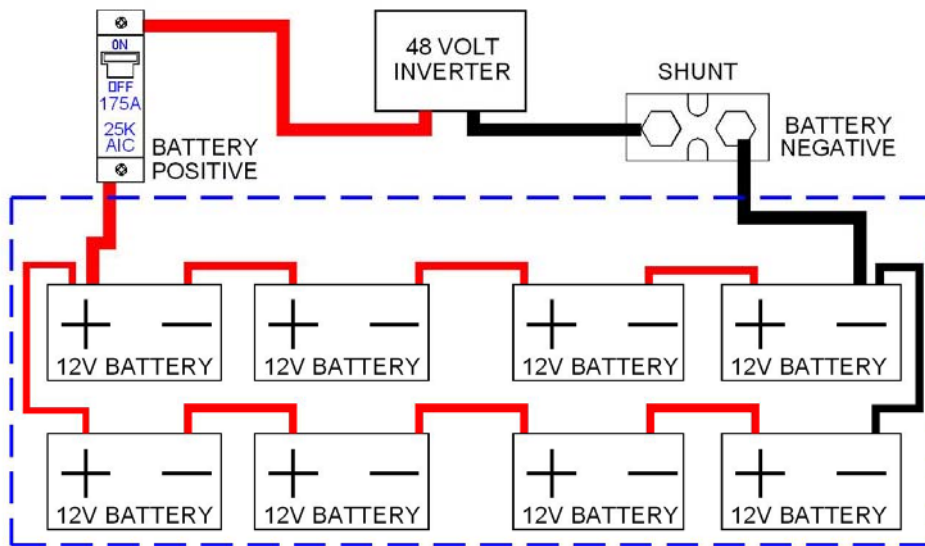 ON
OFF
175A
25K
AIC
BATTERY
POSITIVE
48 VOLT
INVERTER
SHUNT
BATTERY
NEGATIVE
+ −
12V BATTERY
+ −
12V BATTERY
+ −
12V BATTERY
+ −
12V BATTERY
+ −
12V BATTERY
+ −
12V BATTERY
+ −
12V BATTERY
+ −
12V BATTERY